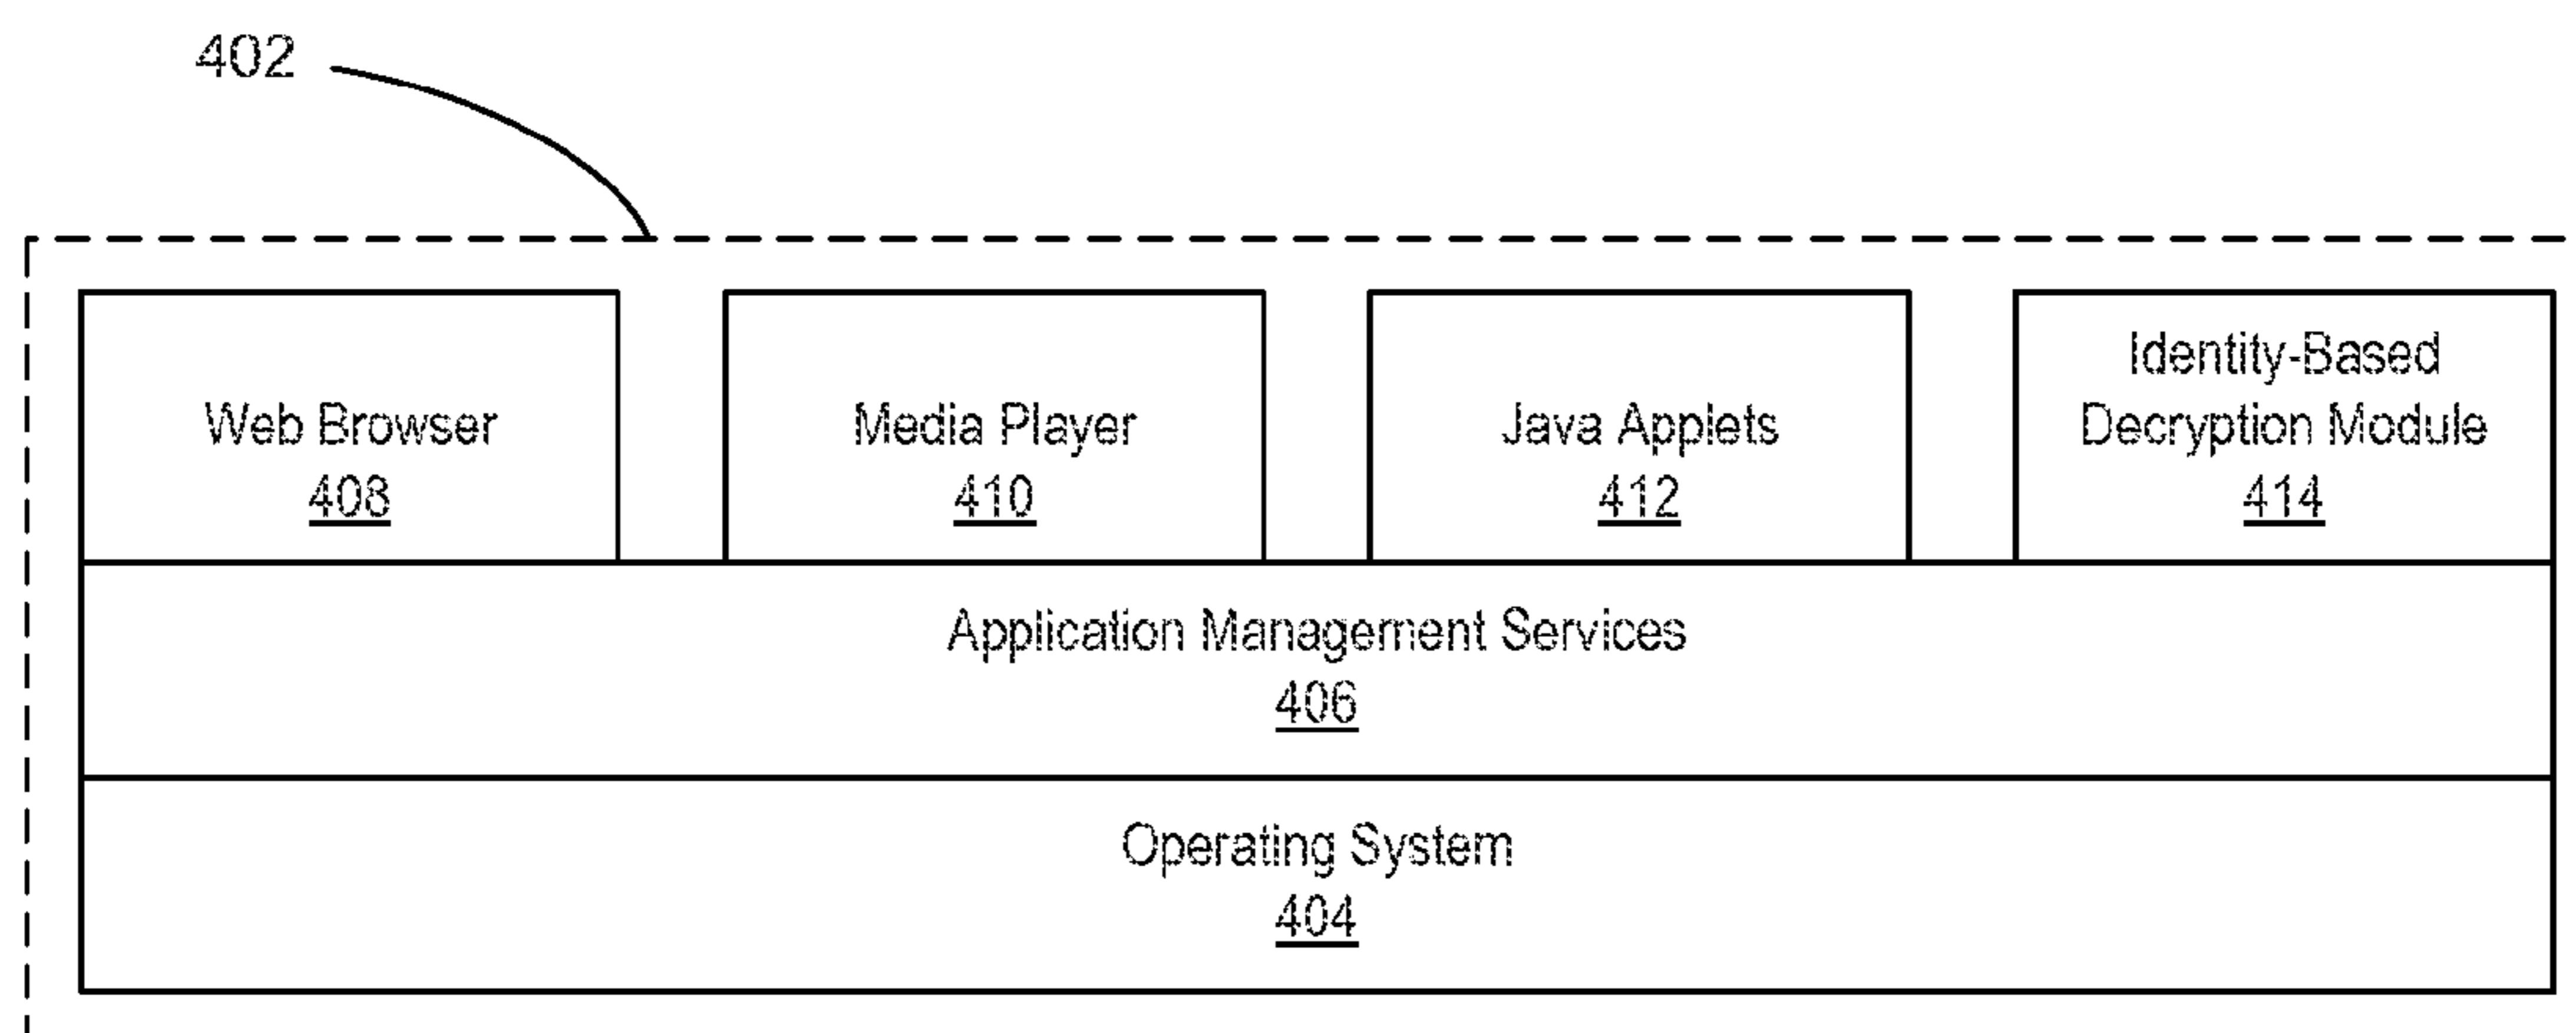 402
Web Browser
408
Media Player
410
Java Applets
412
Identity-Based
Decryption Module
414
Application Management Services
406
Operating System
404